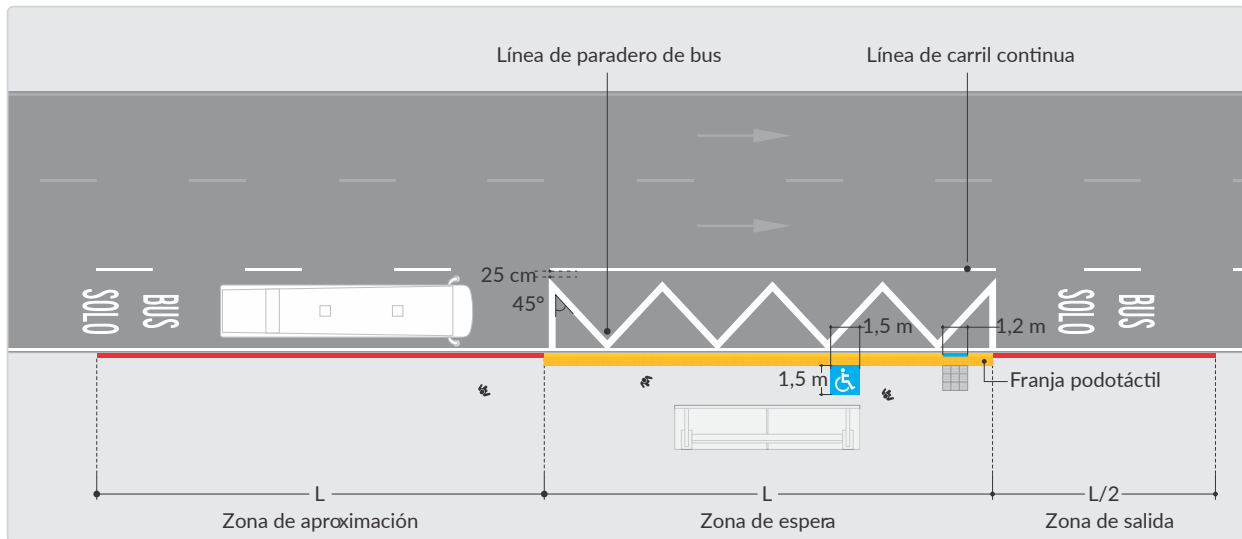 Línea de paradero de bus
Línea de carril continua
25 cm
45°
SOLO
BUS
SOLO
BUS
1,5 m
1,2 m
1,5 m
Franja podotáctil
L
L
L/2
Zona de aproximación
Zona de espera
Zona de salida